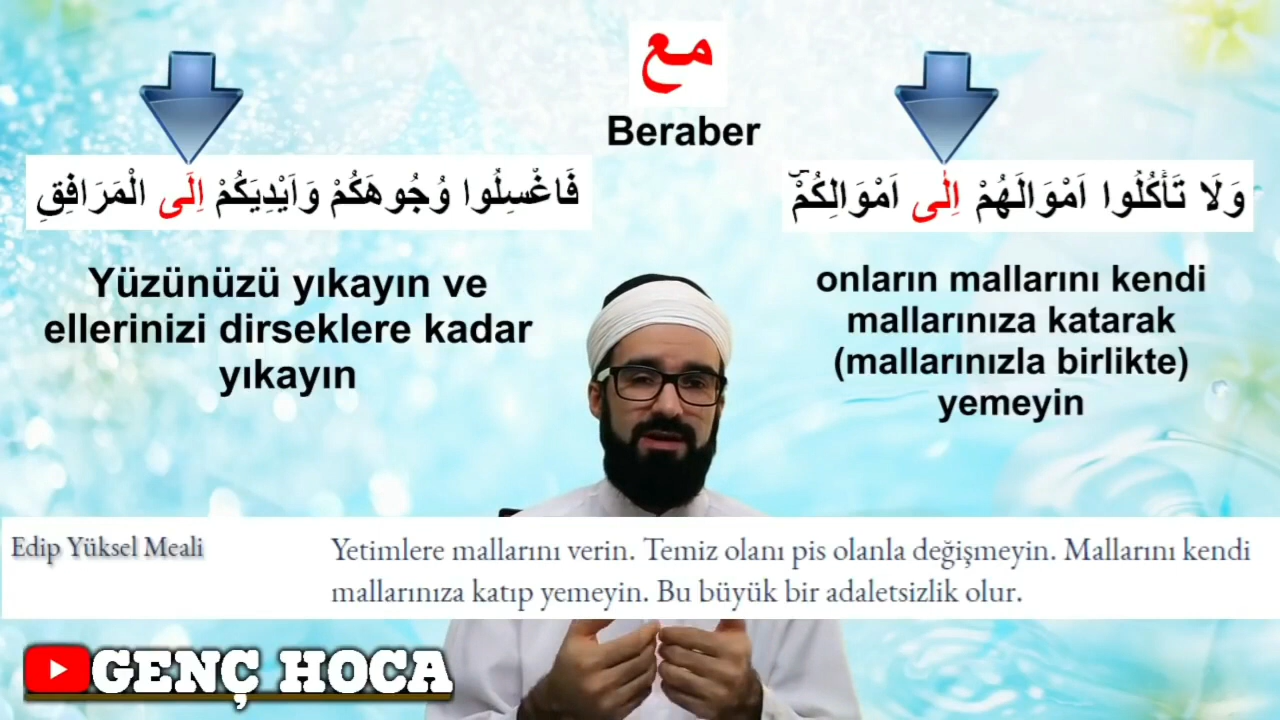 مع
Beraber
فَاغْسِلُوا وُجُوهَكُمْ وَاَيْدِيَكُمْ اِلَى الْمَرَافِقِ
Yüzünüzü yıkayın ve
ellerinizi dirseklere kadar
yıkayın
وَلَا تَأْكُلُٓوا اَمْوَالَهُمْ اِلٰٓى اَمْوَالِكُمْۜ
onların mallarını kendi
mallarınıza katarak
(mallarınızla birlikte)
yemeyin
Edip Yüksel Meali
Yetimlere mallarını verin. Temiz olanı pis olanla değişmeyin. Mallarını kendi
mallarınıza katıp yemeyin. Bu büyük bir adaletsizlik olur.
GENÇ HOCA